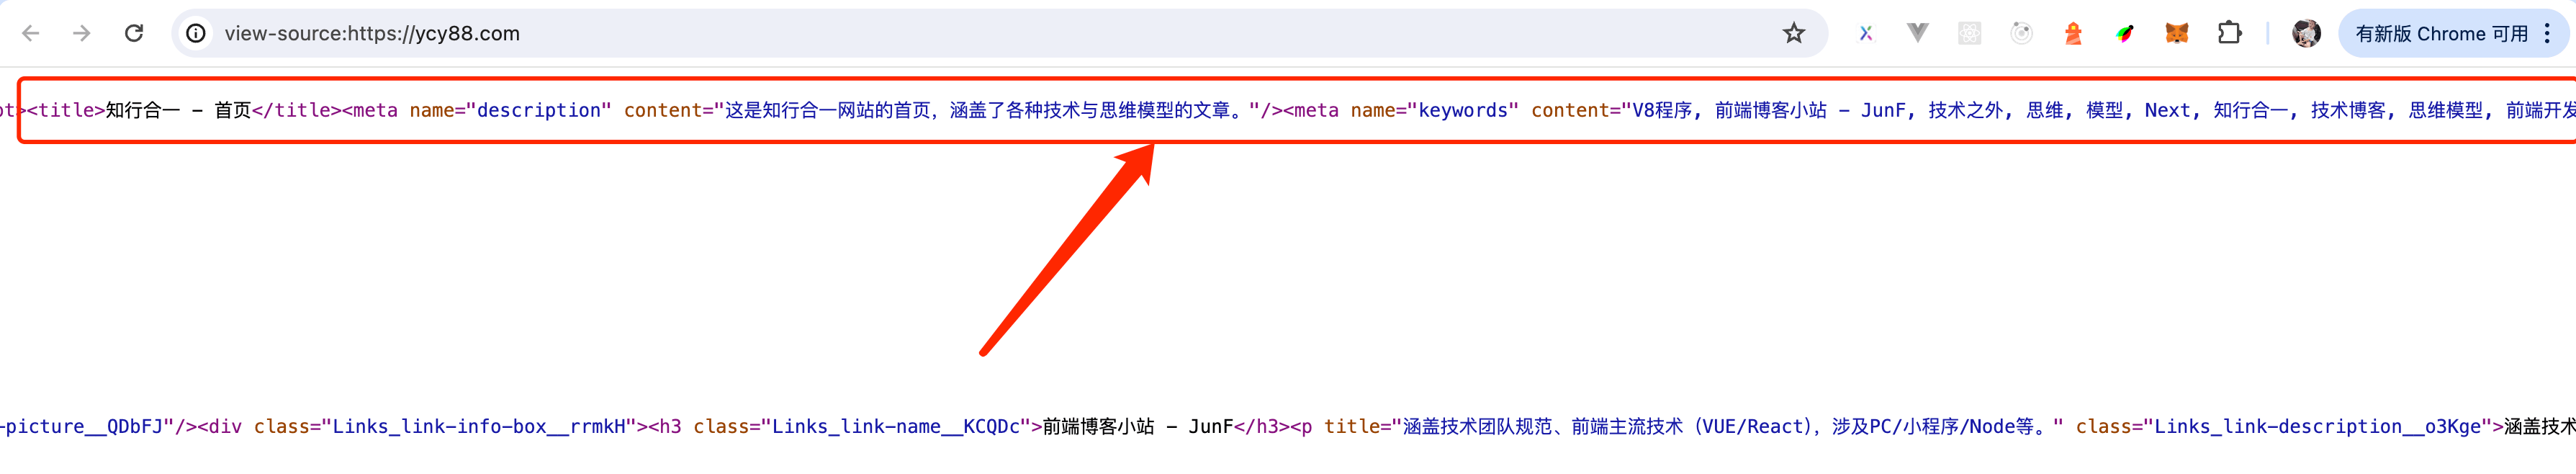 view-source:https://ycy88.com
有新版 Chrome 可用
pt><title>知行合一 - 首页</title><meta name="description" content="这是知行合一网站的首页，涵盖了各种技术与思维模型的文章。"/><meta name="keywords" content="V8程序, 前端博客小站 - JunF, 技术之外, 思维, 模型, Next, 知行合一, 技术博客, 思维模型, 前端开发
-picture__QDbFJ"/><div class="Links_link-info-box__rrmkH"><h3 class="Links_link-name__KCQDc">前端博客小站 - JunF</h3><p title="涵盖技术团队规范、前端主流技术（VUE/React），涉及PC/小程序/Node等。" class="Links_link-description__o3Kge">涵盖技术